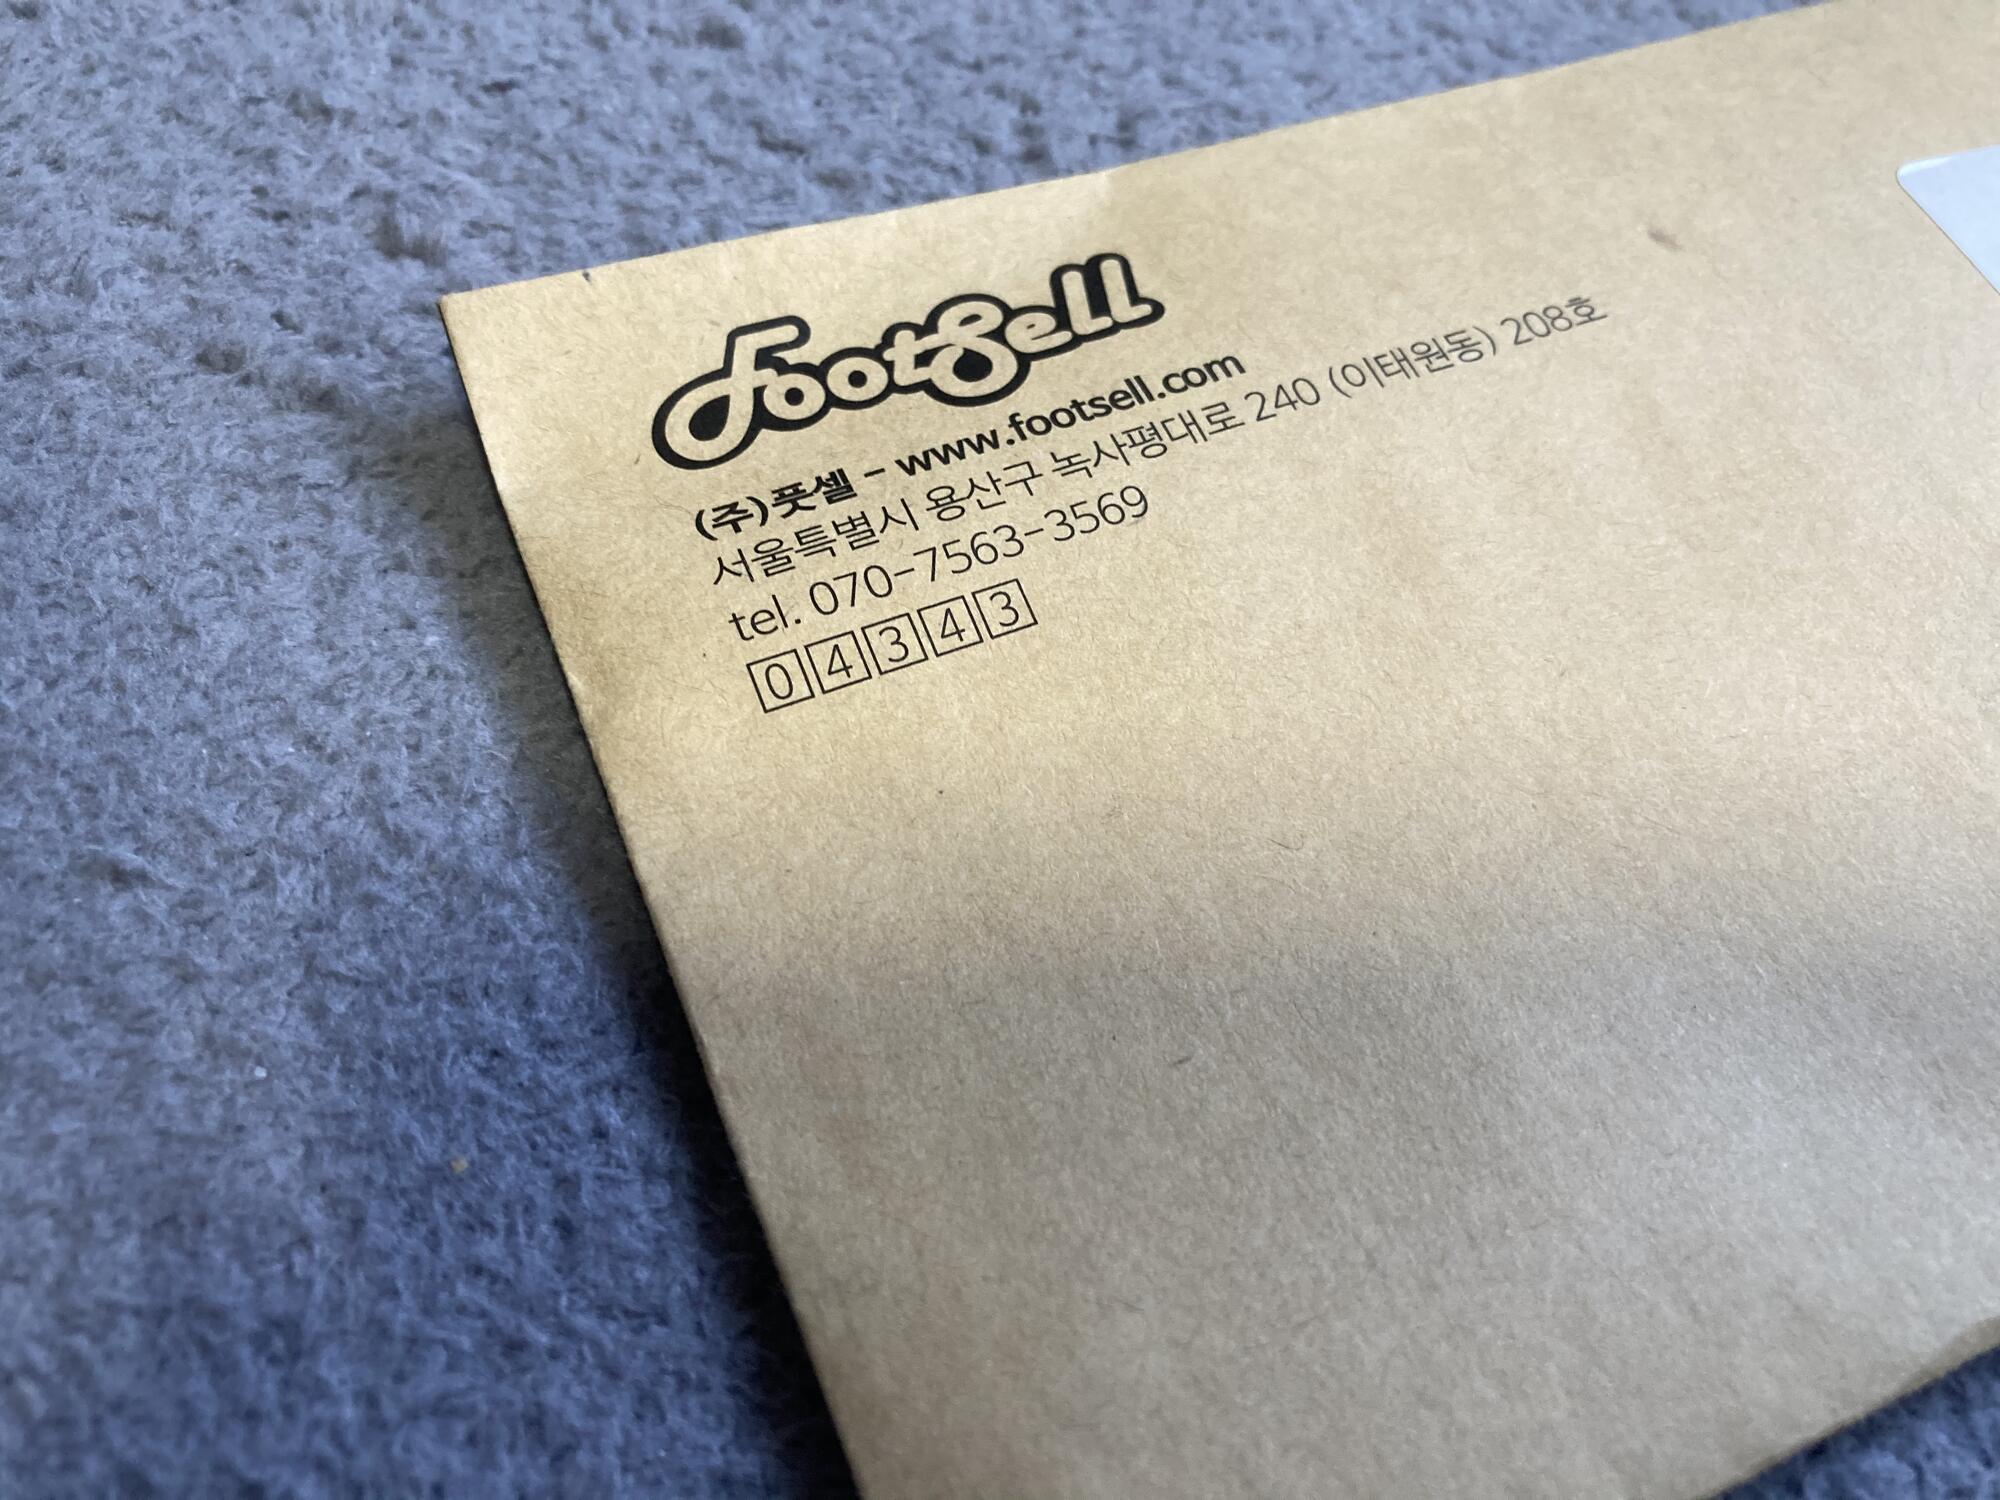 footSell
(주)풋셀 - www.footsell.com
서울특별시 용산구 녹사평대로 240 (이태원동) 208호
tel. 070-7563-3569
04343